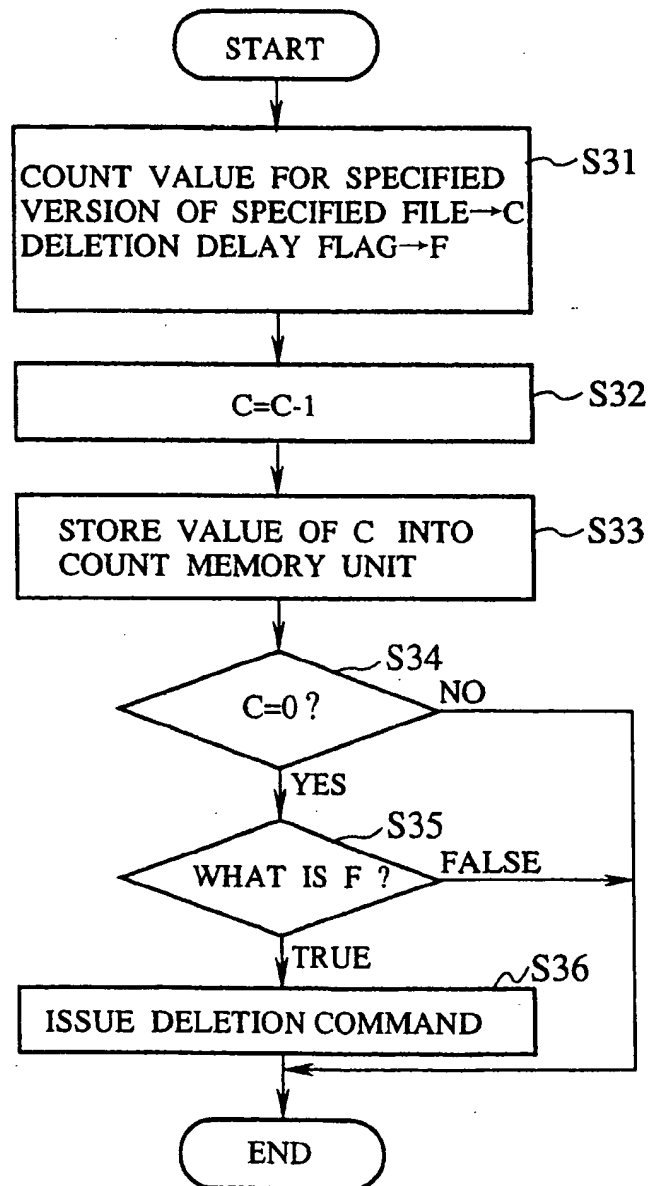 START
S31
COUNT VALUE FOR SPECIFIED
VERSION OF SPECIFIED FILE→C
DELETION DELAY FLAG→F
S32
C=C-1
S33
STORE VALUE OF C INTO
COUNT MEMORY UNIT
S34
C=0 ?
NO
YES
S35
WHAT IS F ?
FALSE
TRUE
S36
ISSUE DELETION COMMAND
END